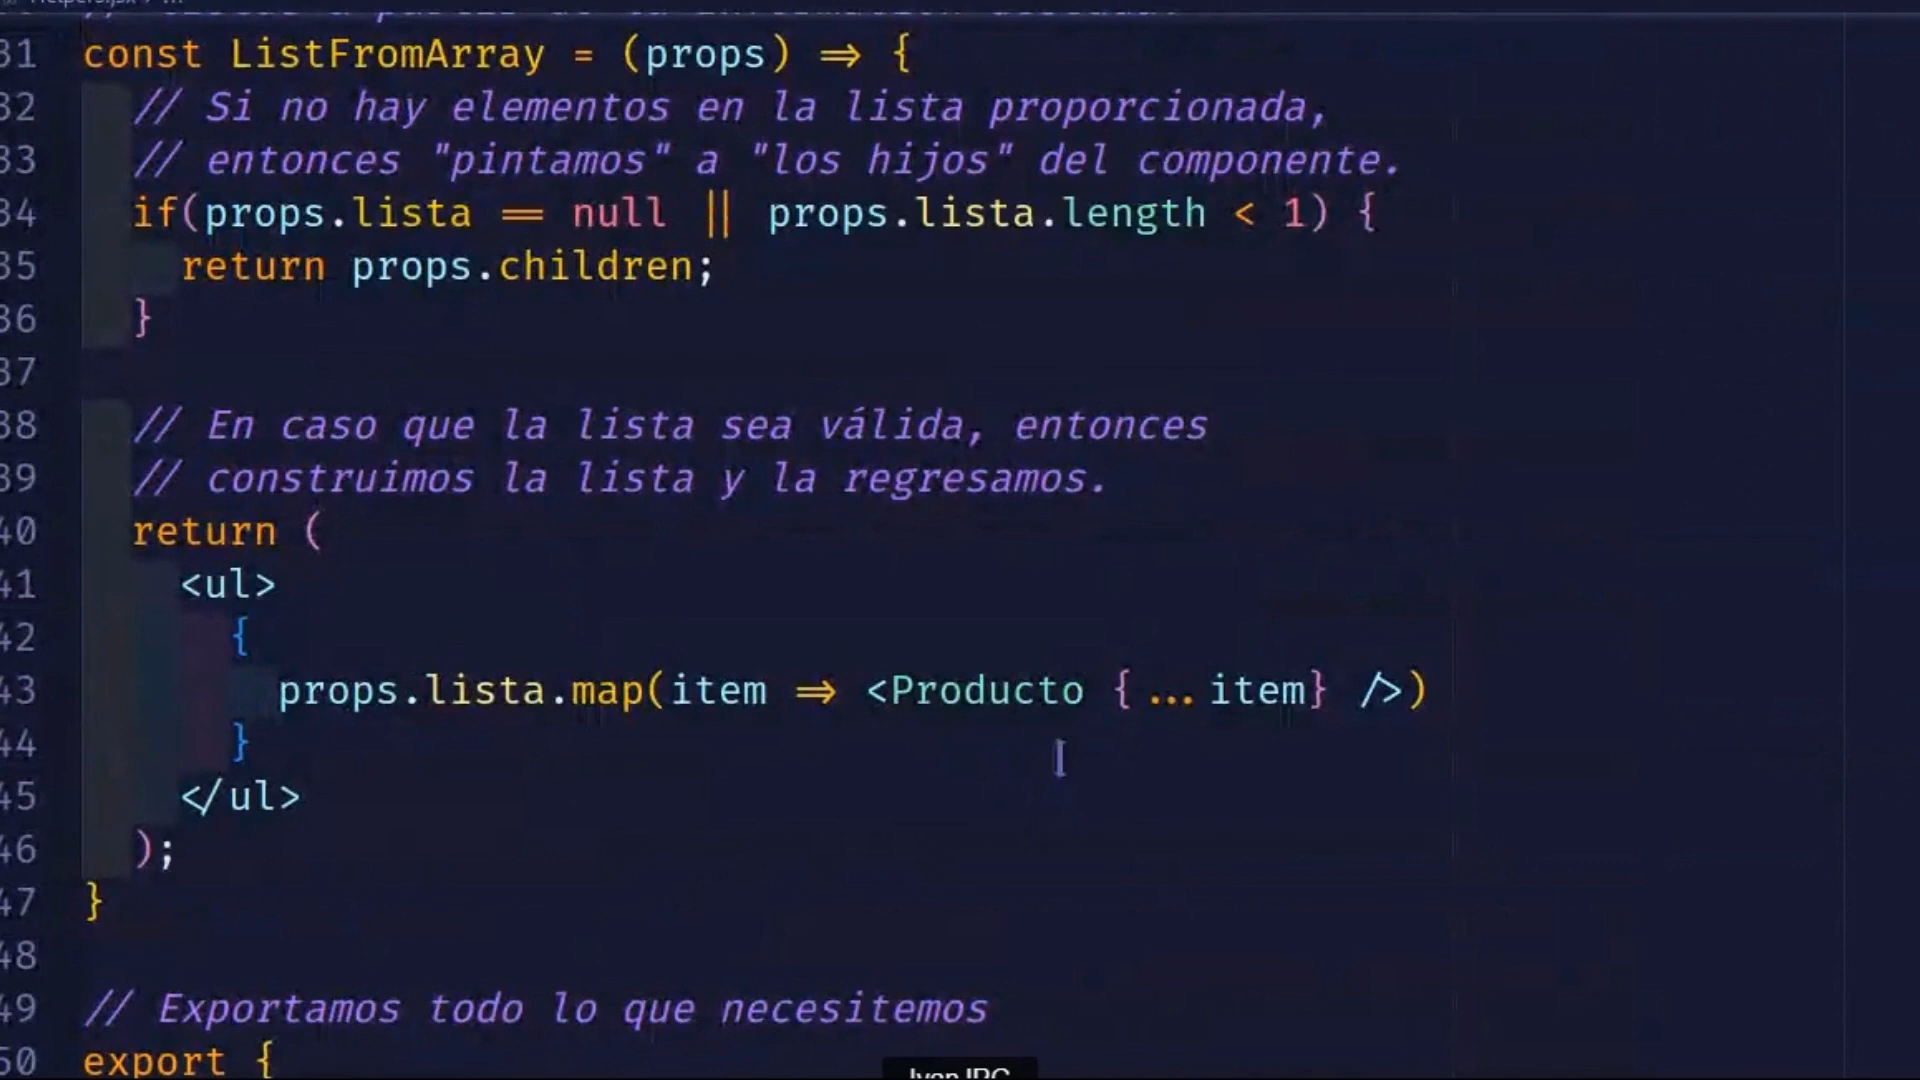 31 const ListFromArray = (props) => {
32 // Si no hay elementos en la lista proporcionada,
33 // entonces "pintamos" a "los hijos" del componente.
34 if(props.lista == null || props.lista.length < 1) {
35 return props.children;
36 }
37
38 // En caso que la lista sea válida, entonces
39 // construimos la lista y la regresamos.
40 return (
41 <ul>
42 {
43 props.lista.map(item => <Producto {...item} />)
44 }
45 </ul>
46 );
47 }
48
49 // Exportamos todo lo que necesitemos
50 export {